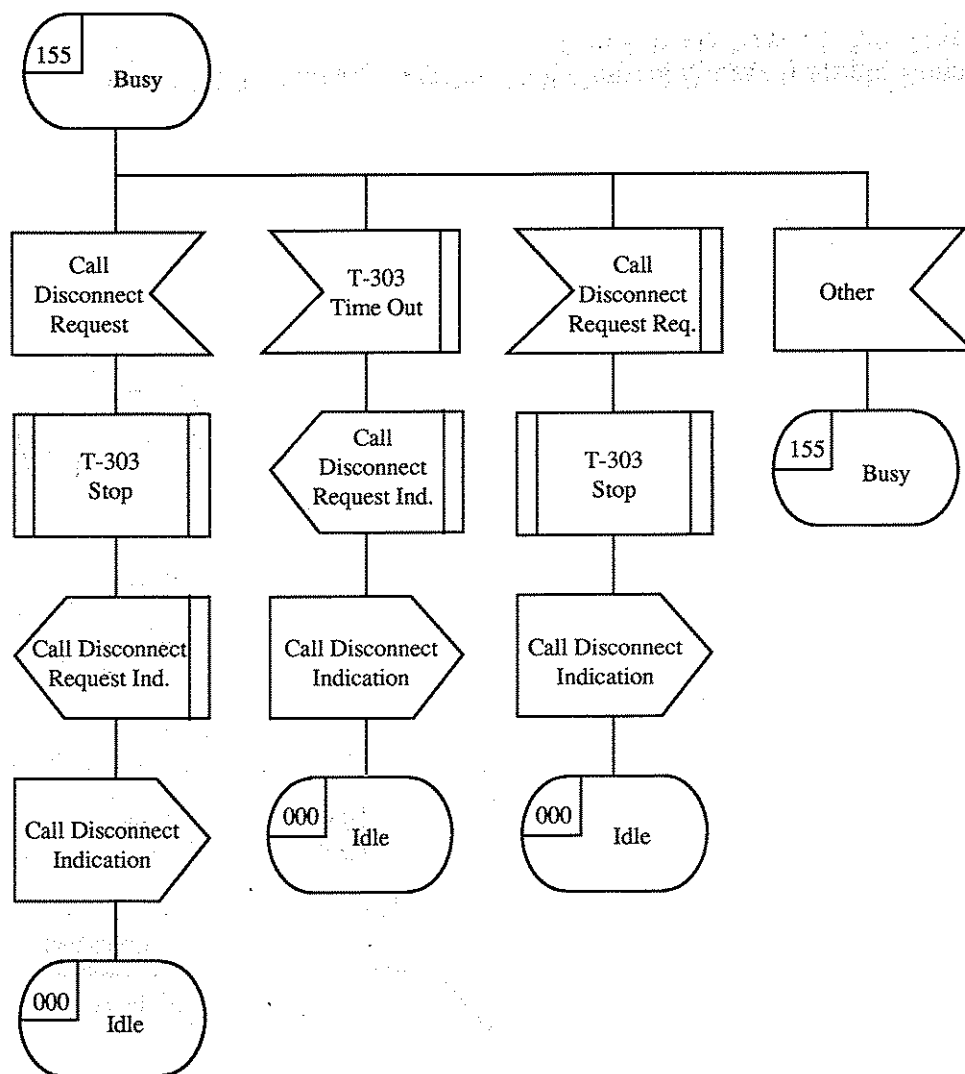 155
Busy
Call
Disconnect
Request
T-303
Time Out
Call
Disconnect
Request Req.
Other
T-303
Stop
Call
Disconnect
Request Ind.
T-303
Stop
155
Busy
Call Disconnect
Request Ind.
Call Disconnect
Indication
Call Disconnect
Indication
Call Disconnect
Indication
000
Idle
000
Idle
000
Idle